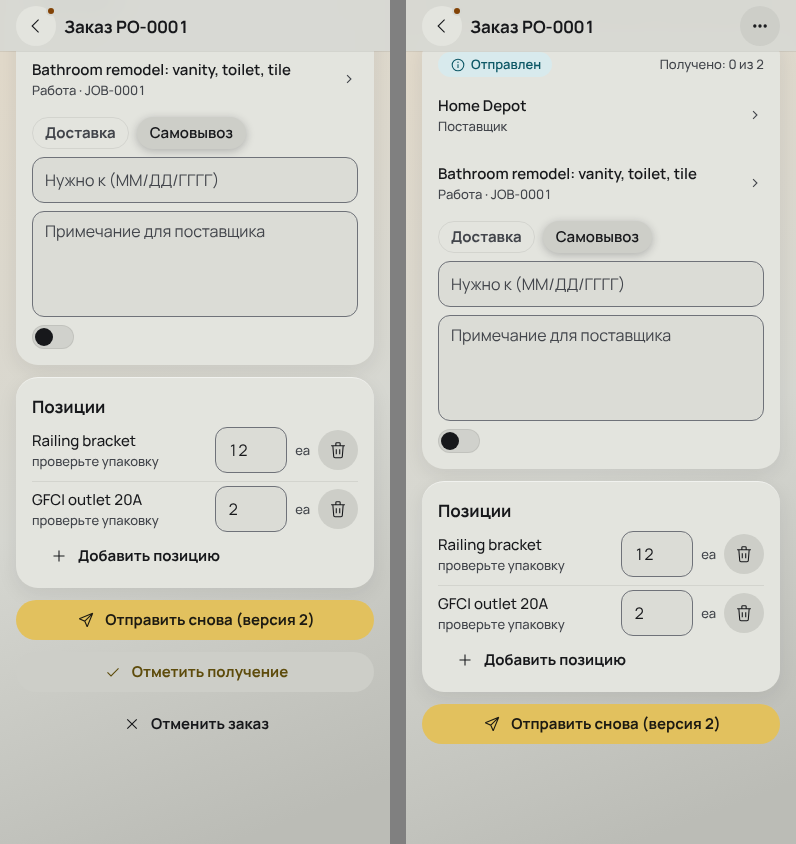 Заказ PO-0001
Bathroom remodel: vanity, toilet, tile
Работа · JOB-0001
Доставка
Самовывоз
Нужно к (ММ/ДД/ГГГГ)
Примечание для поставщика
Позиции
Railing bracket
проверьте упаковку
12
ea
GFCI outlet 20A
проверьте упаковку
2
ea
Добавить позицию
Отправить снова (версия 2)
Отметить получение
Отменить заказ
Заказ PO-0001
Отправлен
Получено: 0 из 2
Home Depot
Поставщик
Bathroom remodel: vanity, toilet, tile
Работа · JOB-0001
Доставка
Самовывоз
Нужно к (ММ/ДД/ГГГГ)
Примечание для поставщика
Позиции
Railing bracket
проверьте упаковку
12
ea
GFCI outlet 20A
проверьте упаковку
2
ea
Добавить позицию
Отправить снова (версия 2)